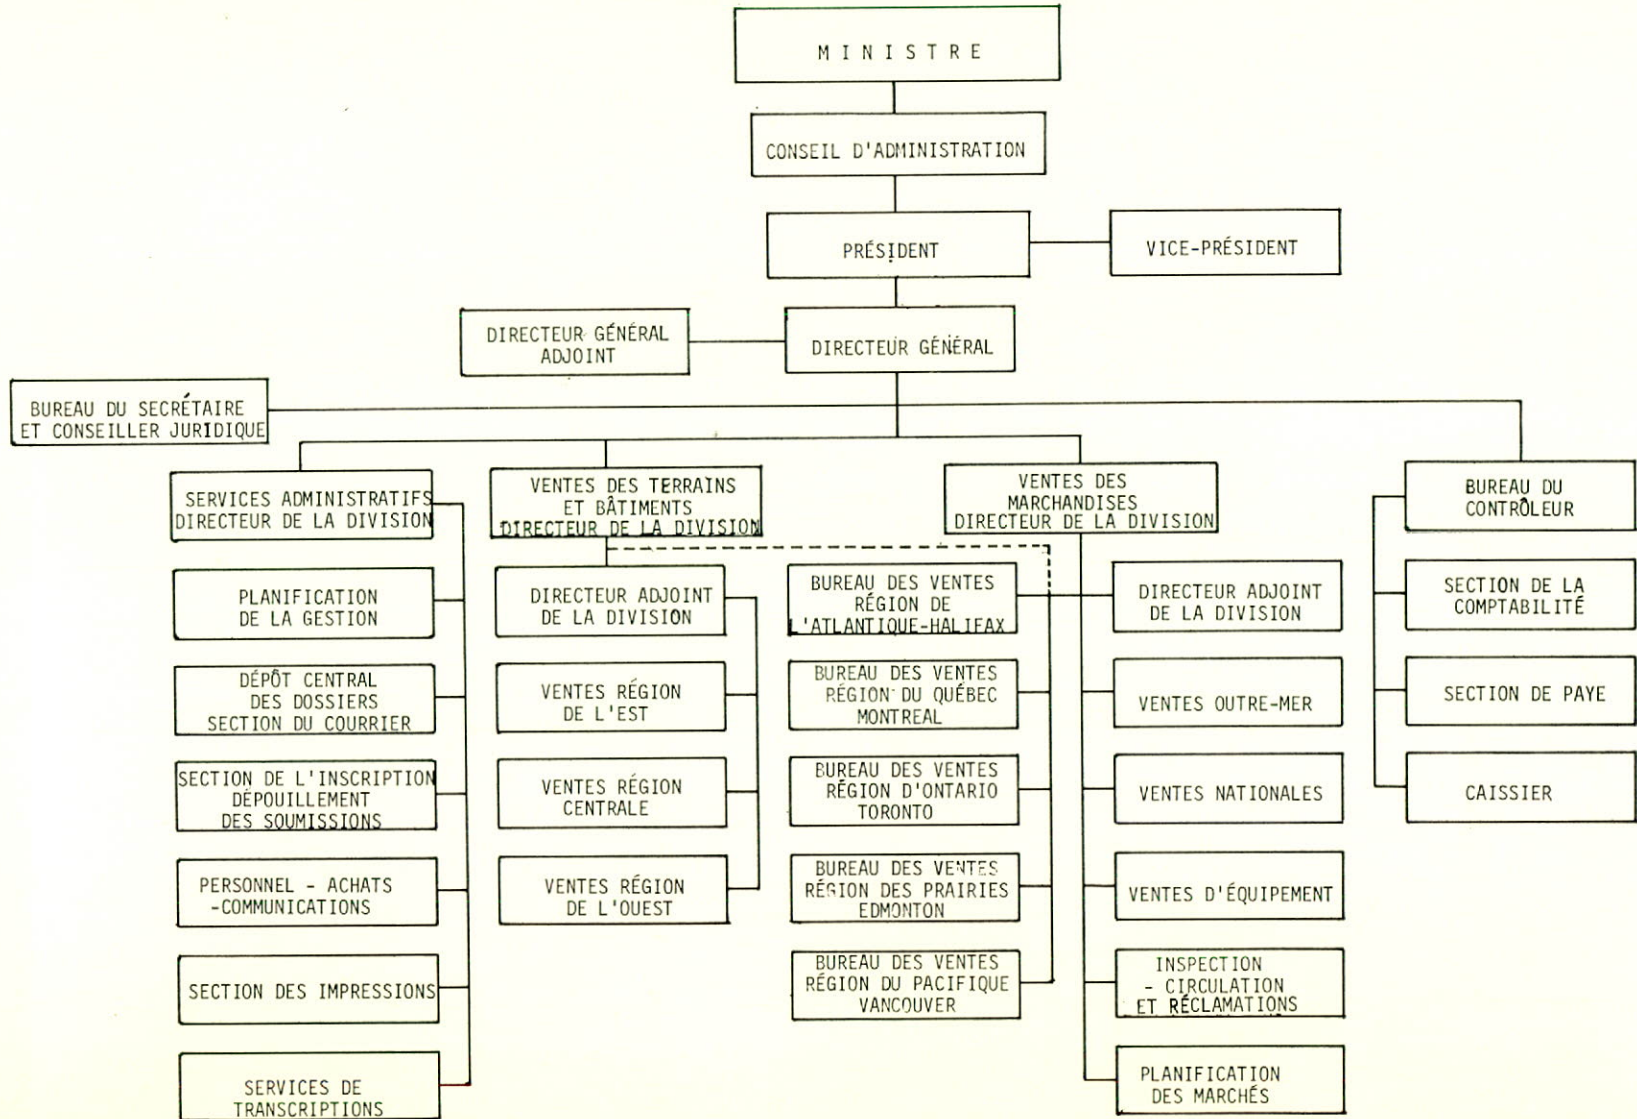 MINISTRE
CONSEIL D'ADMINISTRATION
PRÉSIDENT
VICE-PRÉSIDENT
DIRECTEUR GÉNÉRAL
ADJOINT
DIRECTEUR GÉNÉRAL
BUREAU DU SECRÉTAIRE
ET CONSEILLER JURIDIQUE
SERVICES ADMINISTRATIFS
DIRECTEUR DE LA DIVISION
PLANIFICATION
DE LA GESTION
DÉPÔT CENTRAL
DES DOSSIERS
SECTION DU COURRIER
SECTION DE L'INSCRIPTION
DÉPOUILLEMENT
DES SOUMISSIONS
PERSONNEL - ACHATS
-COMMUNICATIONS
SECTION DES IMPRESSIONS
SERVICES DE
TRANSCRIPTIONS
VENTES DES TERRAINS
ET BÂTIMENTS
DIRECTEUR DE LA DIVISION
DIRECTEUR ADJOINT
DE LA DIVISION
VENTES RÉGION
DE L'EST
VENTES RÉGION
CENTRALE
VENTES RÉGION
DE L'OUEST
BUREAU DES VENTES
RÉGION DE
L'ATLANTIQUE-HALIFAX
BUREAU DES VENTES
RÉGION DU QUÉBEC
MONTREAL
BUREAU DES VENTES
RÉGION D'ONTARIO
TORONTO
BUREAU DES VENTES
RÉGION DES PRAIRIES
EDMONTON
BUREAU DES VENTES
RÉGION DU PACIFIQUE
VANCOUVER
VENTES DES
MARCHANDISES
DIRECTEUR DE LA DIVISION
DIRECTEUR ADJOINT
DE LA DIVISION
VENTES OUTRE-MER
VENTES NATIONALES
VENTES D'ÉQUIPEMENT
INSPECTION
- CIRCULATION
ET RÉCLAMATIONS
PLANIFICATION
DES MARCHÉS
BUREAU DU
CONTRÔLEUR
SECTION DE LA
COMPTABILITÉ
SECTION DE PAYE
CAISSIER